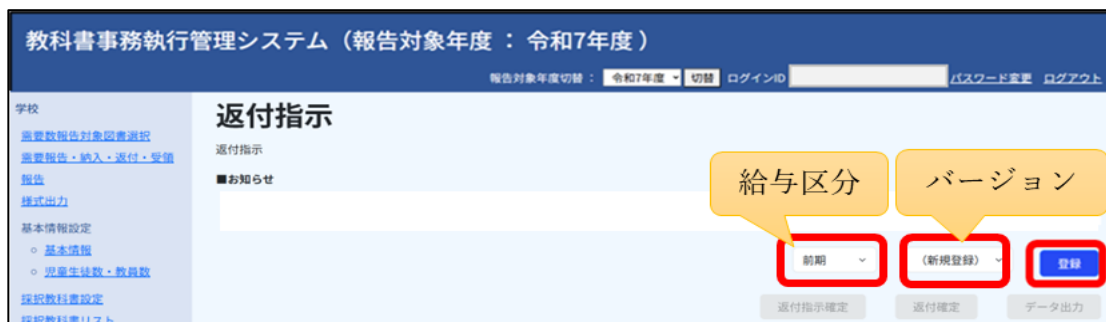 教科書事務執行管理システム（報告対象年度 ： 令和7年度 ）
報告対象年度切替 ： 令和7年度 切替 ログインID パスワード変更 ログアウト
学校
需要数報告対象図書選択
需要報告・納入・返付・受領
報告
様式出力
基本情報設定
基本情報
児童生徒数・教員数
採択教科書設定
採択教科書リスト
返付指示
返付指示
■お知らせ
給与区分
バージョン
前期 （新規登録） 登録
返付指示確定 返付確定 データ出力